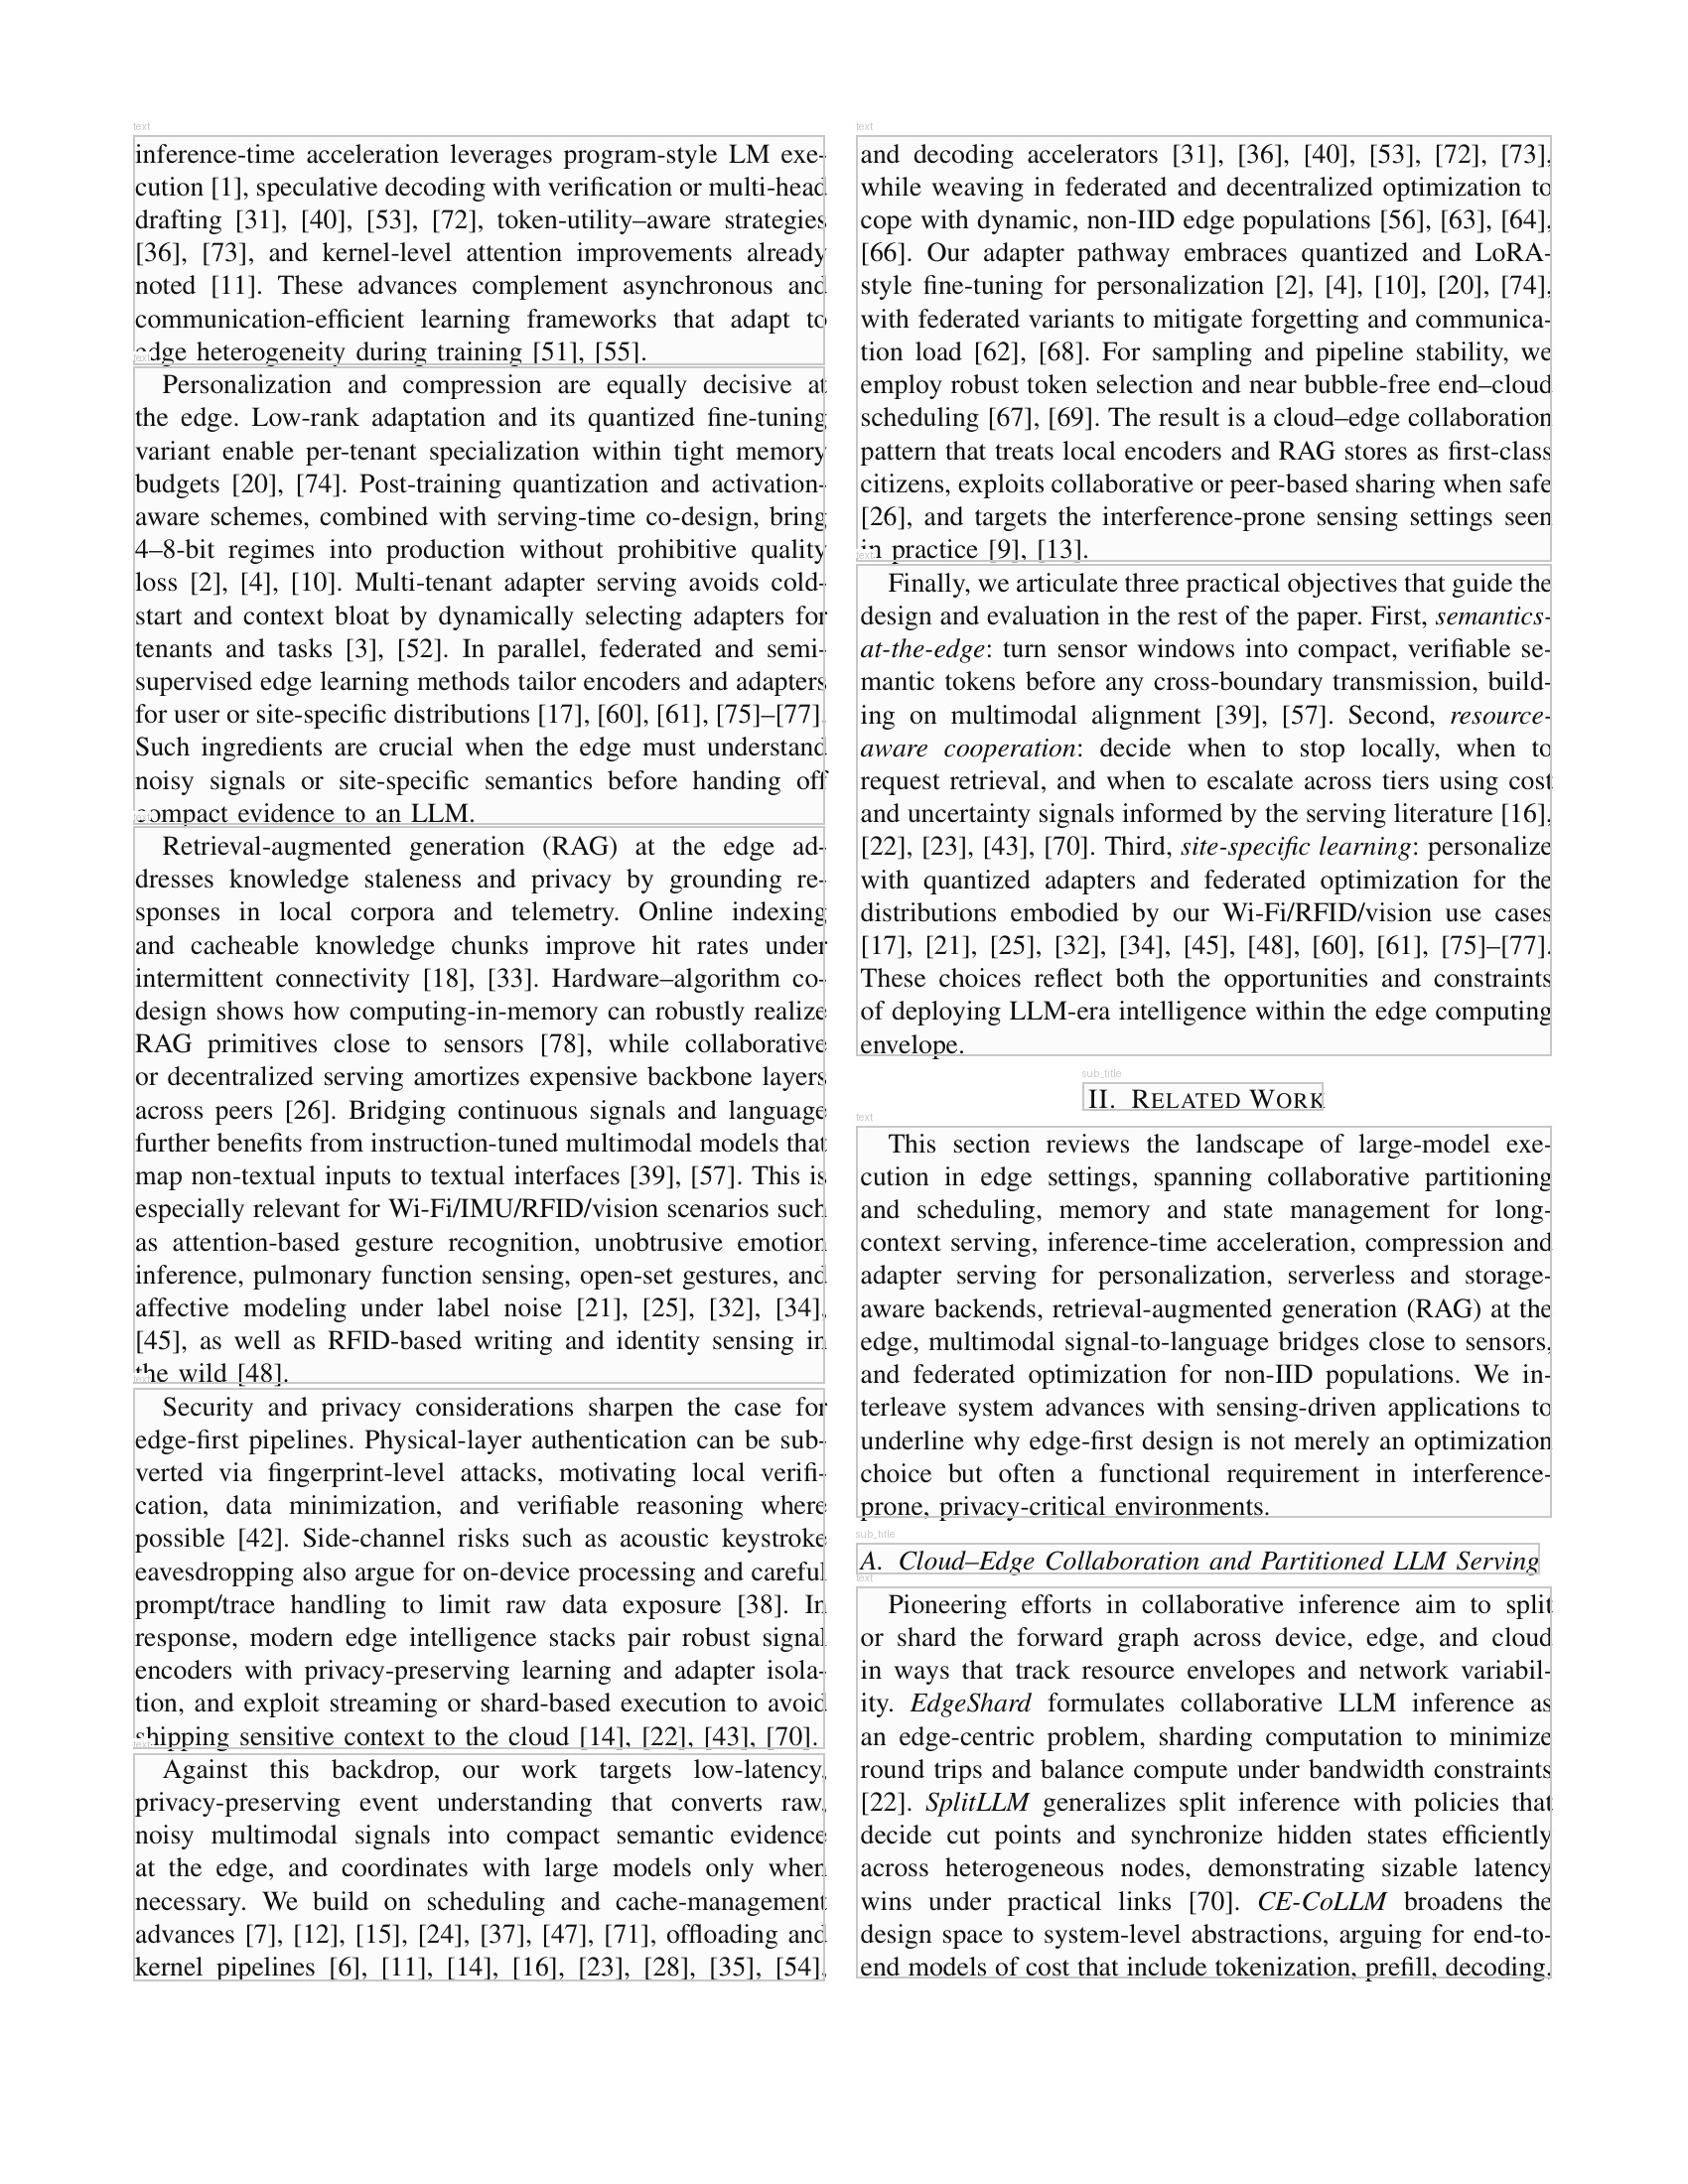 text
inference-time acceleration leverages program-style LM exe-
cution [1], speculative decoding with verification or multi-head
drafting [31], [40], [53], [72], token-utility–aware strategies
[36], [73], and kernel-level attention improvements already
noted [11]. These advances complement asynchronous and
communication-efficient learning frameworks that adapt to
edge heterogeneity during training [51], [55].
text
Personalization and compression are equally decisive at
the edge. Low-rank adaptation and its quantized fine-tuning
variant enable per-tenant specialization within tight memory
budgets [20], [74]. Post-training quantization and activation-
aware schemes, combined with serving-time co-design, bring
4–8-bit regimes into production without prohibitive quality
loss [2], [4], [10]. Multi-tenant adapter serving avoids cold-
start and context bloat by dynamically selecting adapters for
tenants and tasks [3], [52]. In parallel, federated and semi-
supervised edge learning methods tailor encoders and adapters
for user or site-specific distributions [17], [60], [61], [75]–[77].
Such ingredients are crucial when the edge must understand
noisy signals or site-specific semantics before handing off
compact evidence to an LLM.
text
Retrieval-augmented generation (RAG) at the edge ad-
dresses knowledge staleness and privacy by grounding re-
sponses in local corpora and telemetry. Online indexing
and cacheable knowledge chunks improve hit rates under
intermittent connectivity [18], [33]. Hardware–algorithm co-
design shows how computing-in-memory can robustly realize
RAG primitives close to sensors [78], while collaborative
or decentralized serving amortizes expensive backbone layers
across peers [26]. Bridging continuous signals and language
further benefits from instruction-tuned multimodal models that
map non-textual inputs to textual interfaces [39], [57]. This is
especially relevant for Wi-Fi/IMU/RFID/vision scenarios such
as attention-based gesture recognition, unobtrusive emotion
inference, pulmonary function sensing, open-set gestures, and
affective modeling under label noise [21], [25], [32], [34],
[45], as well as RFID-based writing and identity sensing in
the wild [48].
text
Security and privacy considerations sharpen the case for
edge-first pipelines. Physical-layer authentication can be sub-
verted via fingerprint-level attacks, motivating local verifi-
cation, data minimization, and verifiable reasoning where
possible [42]. Side-channel risks such as acoustic keystroke
eavesdropping also argue for on-device processing and careful
prompt/trace handling to limit raw data exposure [38]. In
response, modern edge intelligence stacks pair robust signal
encoders with privacy-preserving learning and adapter isola-
tion, and exploit streaming or shard-based execution to avoid
shipping sensitive context to the cloud [14], [22], [43], [70].
text
Against this backdrop, our work targets low-latency,
privacy-preserving event understanding that converts raw,
noisy multimodal signals into compact semantic evidence
at the edge, and coordinates with large models only when
necessary. We build on scheduling and cache-management
advances [7], [12], [15], [24], [37], [47], [71], offloading and
kernel pipelines [6], [11], [14], [16], [23], [28], [35], [54],
text
and decoding accelerators [31], [36], [40], [53], [72], [73],
while weaving in federated and decentralized optimization to
cope with dynamic, non-IID edge populations [56], [63], [64],
[66]. Our adapter pathway embraces quantized and LoRA-
style fine-tuning for personalization [2], [4], [10], [20], [74],
with federated variants to mitigate forgetting and communica-
tion load [62], [68]. For sampling and pipeline stability, we
employ robust token selection and near bubble-free end–cloud
scheduling [67], [69]. The result is a cloud–edge collaboration
pattern that treats local encoders and RAG stores as first-class
citizens, exploits collaborative or peer-based sharing when safe
[26], and targets the interference-prone sensing settings seen
in practice [9], [13].
text
Finally, we articulate three practical objectives that guide the
design and evaluation in the rest of the paper. First, semantics-
at-the-edge: turn sensor windows into compact, verifiable se-
mantic tokens before any cross-boundary transmission, build-
ing on multimodal alignment [39], [57]. Second, resource-
aware cooperation: decide when to stop locally, when to
request retrieval, and when to escalate across tiers using cost
and uncertainty signals informed by the serving literature [16],
[22], [23], [43], [70]. Third, site-specific learning: personalize
with quantized adapters and federated optimization for the
distributions embodied by our Wi-Fi/RFID/vision use cases
[17], [21], [25], [32], [34], [45], [48], [60], [61], [75]–[77].
These choices reflect both the opportunities and constraints
of deploying LLM-era intelligence within the edge computing
envelope.
sub_title
II. RELATED WORK
text
This section reviews the landscape of large-model exe-
cution in edge settings, spanning collaborative partitioning
and scheduling, memory and state management for long-
context serving, inference-time acceleration, compression and
adapter serving for personalization, serverless and storage-
aware backends, retrieval-augmented generation (RAG) at the
edge, multimodal signal-to-language bridges close to sensors,
and federated optimization for non-IID populations. We in-
terleave system advances with sensing-driven applications to
underline why edge-first design is not merely an optimization
choice but often a functional requirement in interference-
prone, privacy-critical environments.
sub_title
A. Cloud–Edge Collaboration and Partitioned LLM Serving
text
Pioneering efforts in collaborative inference aim to split
or shard the forward graph across device, edge, and cloud
in ways that track resource envelopes and network variabil-
ity. EdgeShard formulates collaborative LLM inference as
an edge-centric problem, sharding computation to minimize
round trips and balance compute under bandwidth constraints
[22]. SplitLLM generalizes split inference with policies that
decide cut points and synchronize hidden states efficiently
across heterogeneous nodes, demonstrating sizable latency
wins under practical links [70]. CE-CoLLM broadens the
design space to system-level abstractions, arguing for end-to-
end models of cost that include tokenization, prefill, decoding,